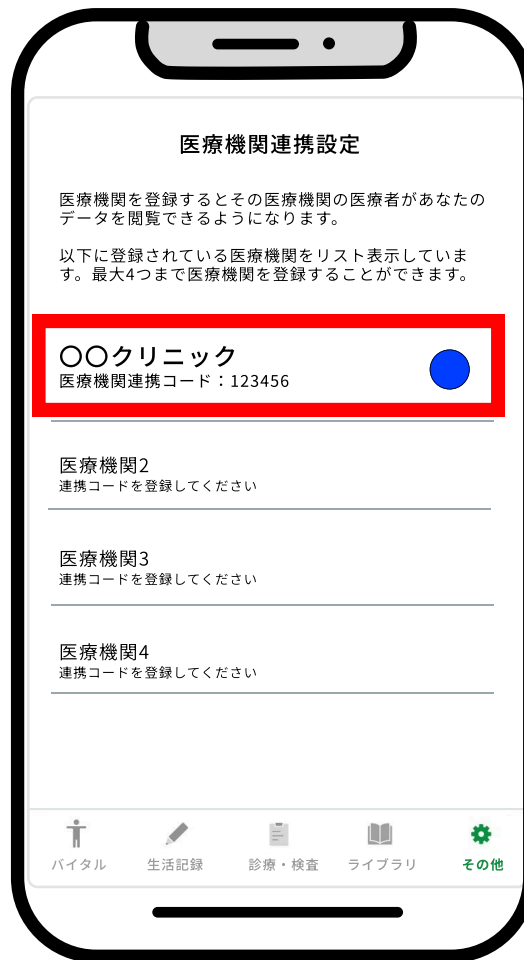 医療機関連携設定
医療機関を登録するとその医療機関の医療者があなたの
データを閲覧できるようになります。
以下に登録されている医療機関をリスト表示していま
す。最大4つまで医療機関を登録することができます。
〇〇クリニック
医療機関連携コード：123456
医療機関2
連携コードを登録してください
医療機関3
連携コードを登録してください
医療機関4
連携コードを登録してください
バイタル 生活記録 診療・検査 ライブラリ その他